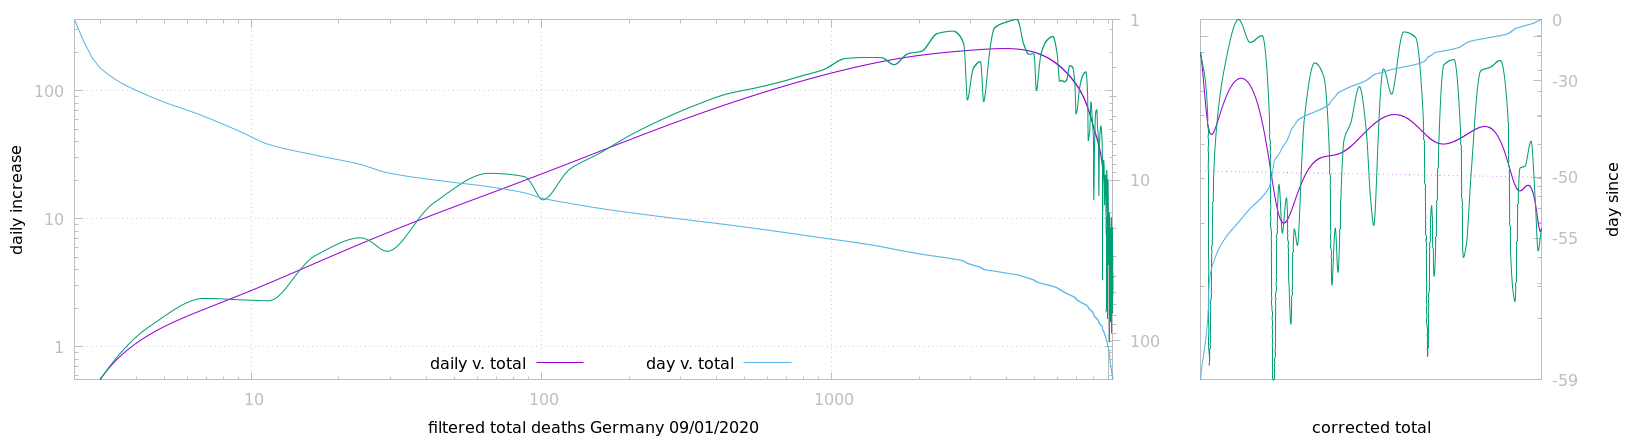 daily increase
100
10
1
10
100
1000
1
10
100
daily v. total
day v. total
filtered total deaths Germany 09/01/2020
0
-30
-50
-55
-59
day since
corrected total